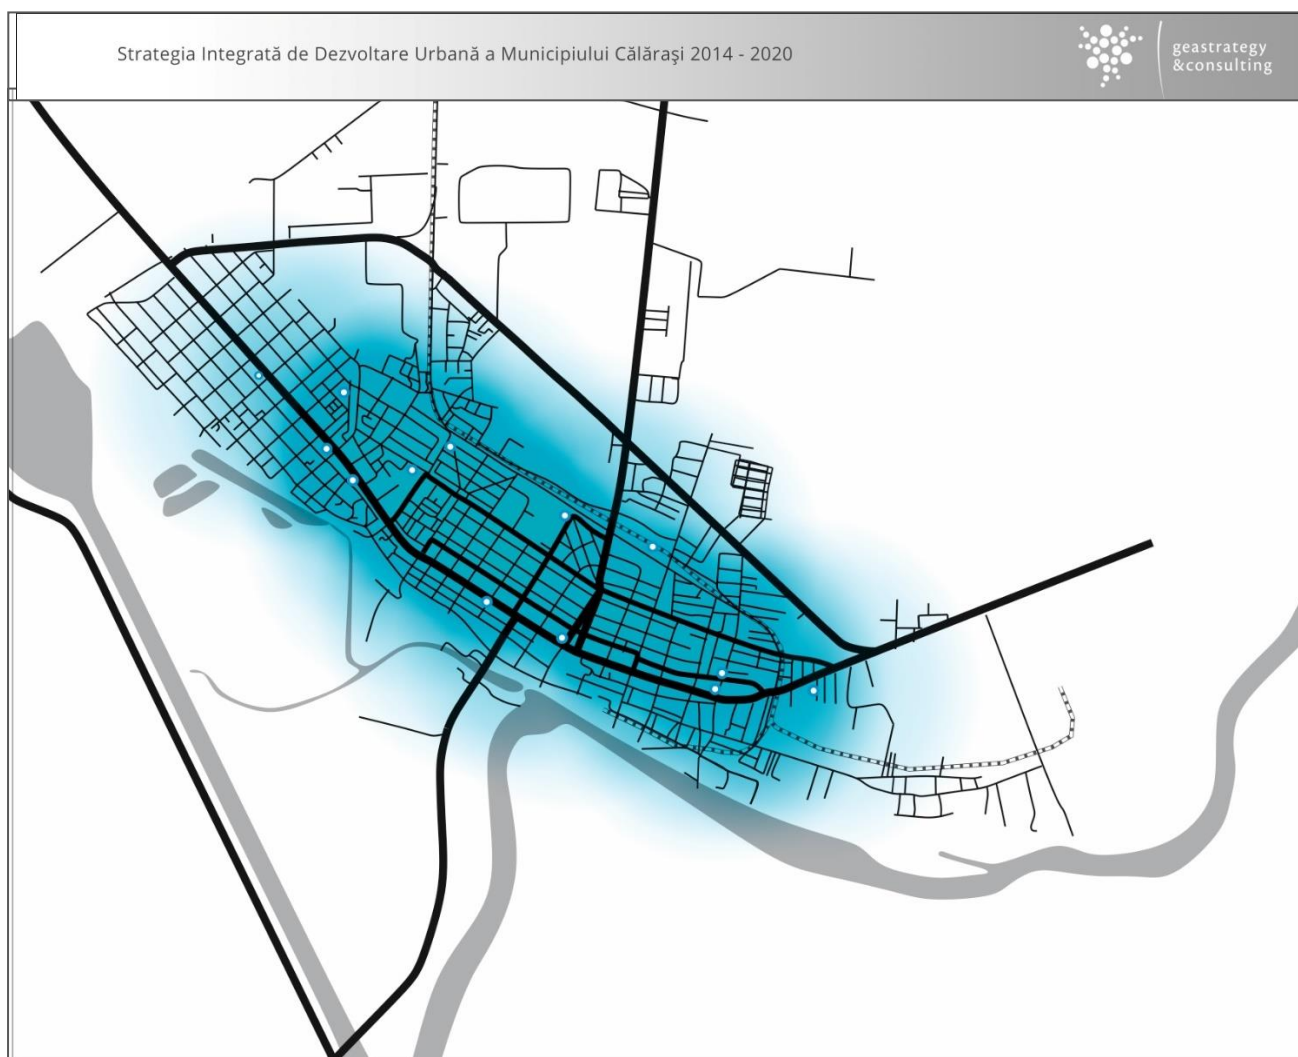 Strategia Integrată de Dezvoltare Urbană a Municipiului Călăraşi 2014 - 2020
geastrategy
&consulting